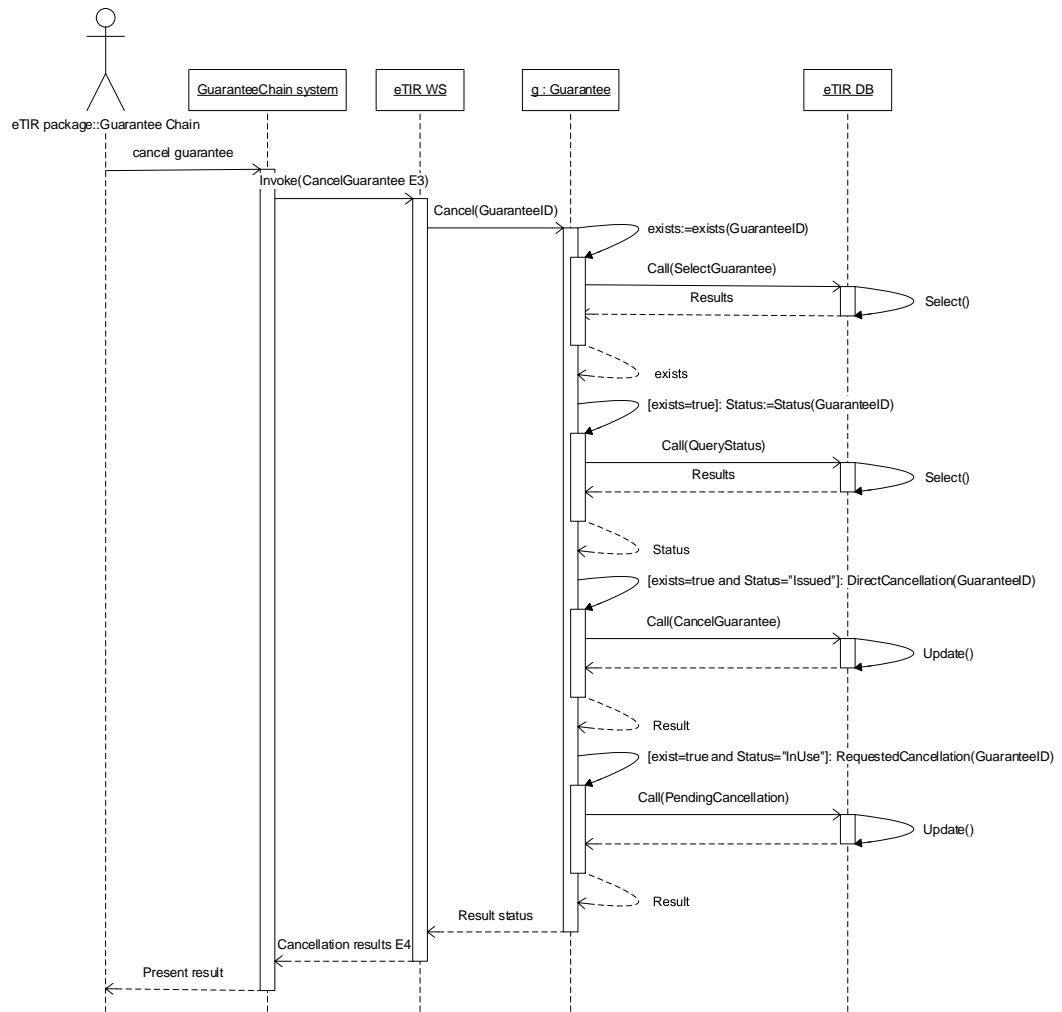 GuaranteeChain system
eTIR WS
g : Guarantee
eTIR DB
eTIR package::Guarantee Chain
cancel guarantee
Invoke(CancelGuarantee E3)
Cancel(GuaranteeID)
exists:=exists(GuaranteeID)
Call(SelectGuarantee)
Results
Select()
exists
[exists=true]: Status:=Status(GuaranteeID)
Call(QueryStatus)
Results
Select()
Status
[exists=true and Status="Issued"]: DirectCancellation(GuaranteeID)
Call(CancelGuarantee)
Update()
Result
[exist=true and Status="InUse"]: RequestedCancellation(GuaranteeID)
Call(PendingCancellation)
Update()
Result
Result status
Cancellation results E4
Present result